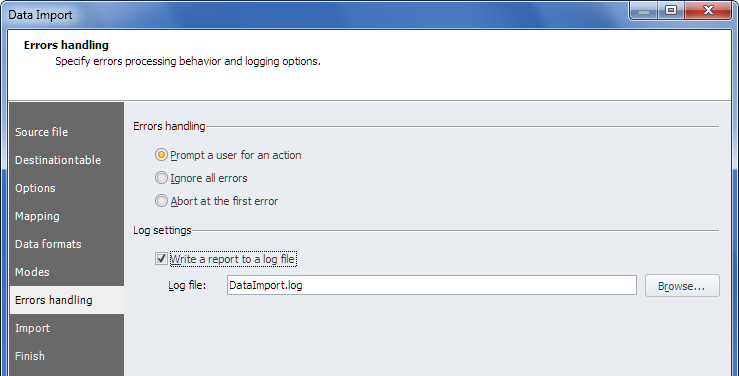 Data Import
Errors handling
Specify errors processing behavior and logging options.
Source file
Destinationtable
Options
Mapping
Data formats
Modes
Errors handling
Import
Finish
Errors handling
Prompt a user for an action
Ignore all errors
Abort at the first error
Log settings
Write a report to a log file
Log file: DataImport.log Browse...